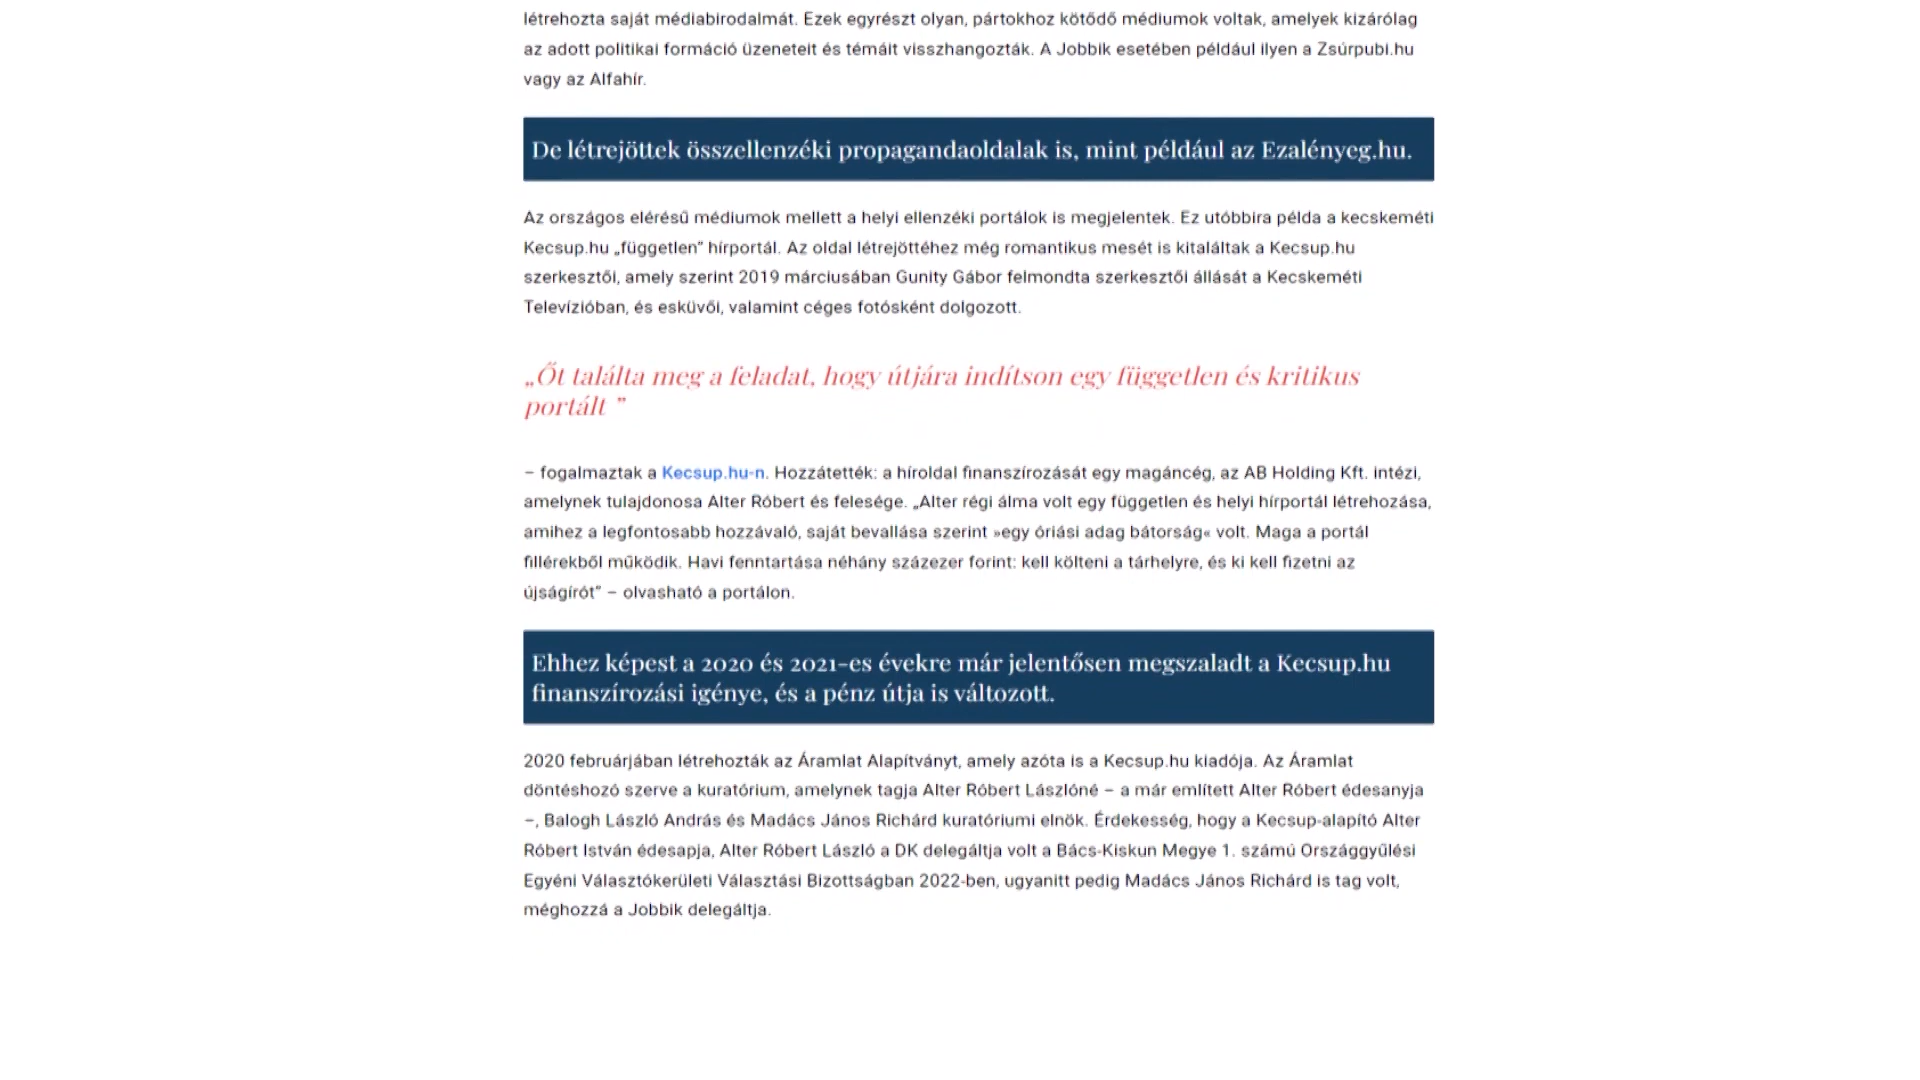 létrehozta saját médiabirodalmát. Ezek egyrészt olyan, pártokhoz kötődő médiumok voltak, amelyek kizárólag
az adott politikai formáció üzeneteit és témáit visszhangozták. A Jobbik esetében például ilyen a Zsúrpubi.hu
vagy az Alfahír.
De létrejöttek összellenzéki propagandaoldalak is, mint például az Ezalényeg.hu.
Az országos elérésű médiumok mellett a helyi ellenzéki portálok is megjelentek. Ez utóbbira példa a kecskeméti
Kecsup.hu „független” hírportál. Az oldal létrejöttéhez még romantikus mesét is kitaláltak a Kecsup.hu
szerkesztői, amely szerint 2019 márciusában Gunity Gábor felmondta szerkesztői állását a Kecskeméti
Televízióban, és esküvői, valamint céges fotósként dolgozott.
„Őt találta meg a feladat, hogy útjára indítson egy független és kritikus
portált ”
– fogalmaztak a Kecsup.hu-n. Hozzátették: a híroldal finanszírozását egy magáncég, az AB Holding Kft. intézi,
amelynek tulajdonosa Alter Róbert és felesége. „Alter régi álma volt egy független és helyi hírportál létrehozása,
amihez a legfontosabb hozzávaló, saját bevallása szerint »egy óriási adag bátorság« volt. Maga a portál
fillérekből működik. Havi fenntartása néhány százezer forint: kell költeni a tárhelyre, és ki kell fizetni az
újságírót” – olvasható a portálon.
Ehhez képest a 2020 és 2021-es évekre már jelentősen megszaladt a Kecsup.hu
finanszírozási igénye, és a pénz útja is változott.
2020 februárjában létrehozták az Áramlat Alapítványt, amely azóta is a Kecsup.hu kiadója. Az Áramlat
döntéshozó szerve a kuratórium, amelynek tagja Alter Róbert Lászlóné – a már említett Alter Róbert édesanyja
–, Balogh László András és Madács János Richárd kuratóriumi elnök. Érdekesség, hogy a Kecsup-alapító Alter
Róbert István édesapja, Alter Róbert László a DK delegáltja volt a Bács-Kiskun Megye 1. számú Országgyűlési
Egyéni Választókerületi Választási Bizottságban 2022-ben, ugyanitt pedig Madács János Richárd is tag volt,
méghozzá a Jobbik delegáltja.